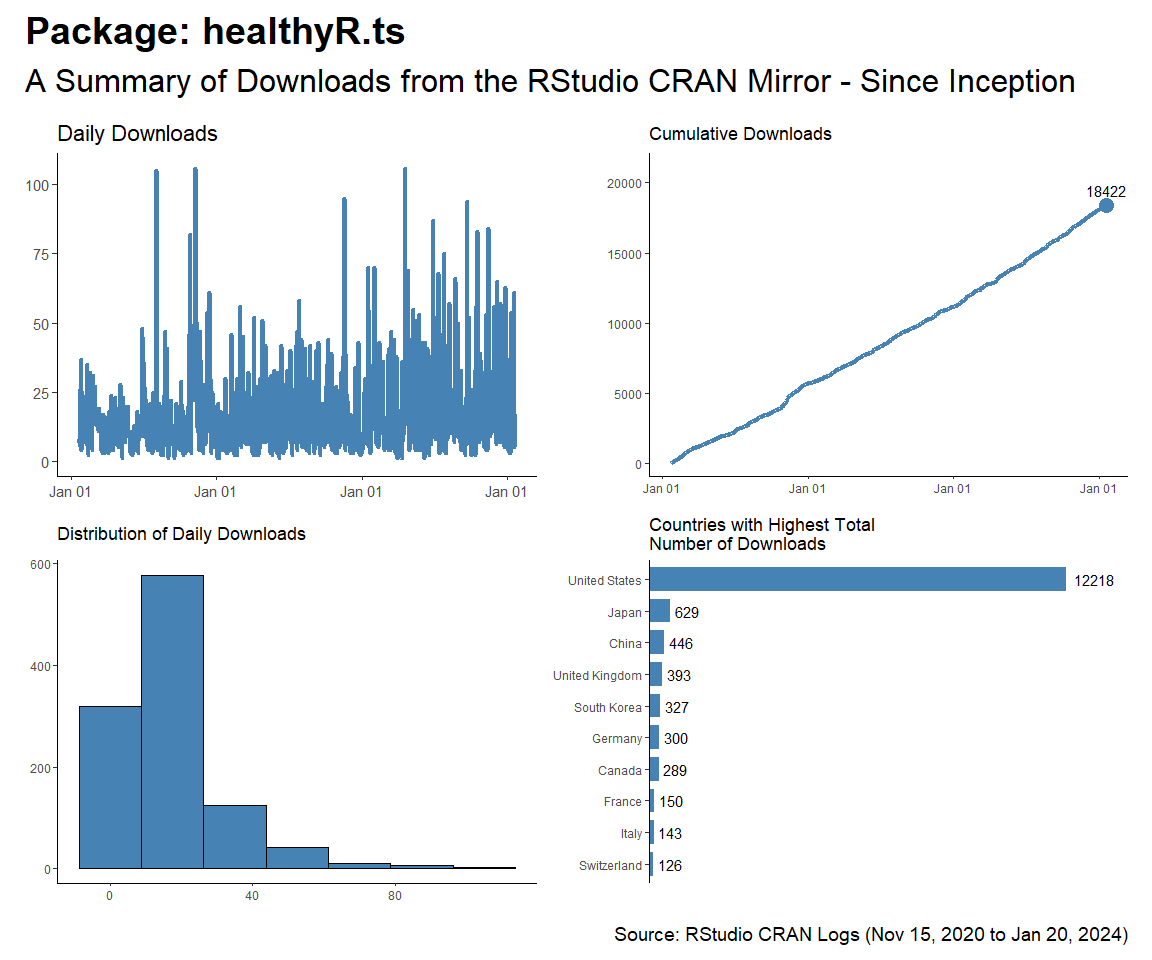 Package: healthyR.ts
A Summary of Downloads from the RStudio CRAN Mirror - Since Inception
Daily Downloads
100
75
50
25
0
Jan 01 Jan 01 Jan 01 Jan 01
Cumulative Downloads
20000
15000
10000
5000
0
18422
Jan 01 Jan 01 Jan 01 Jan 01
Distribution of Daily Downloads
600
400
200
0
0 40 80
Countries with Highest Total
Number of Downloads
United States 12218
Japan 629
China 446
United Kingdom 393
South Korea 327
Germany 300
Canada 289
France 150
Italy 143
Switzerland 126
Source: RStudio CRAN Logs (Nov 15, 2020 to Jan 20, 2024)